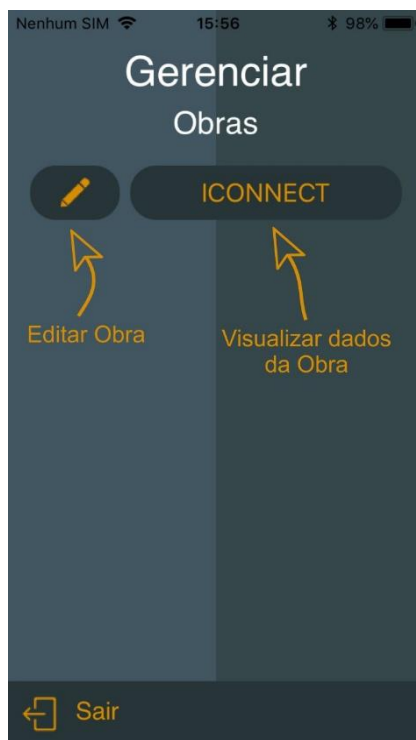 Nenhum SIM 15:56 98%
Gerenciar
Obras
ICONNECT
Editar Obra
Visualizar dados
da Obra
Sair